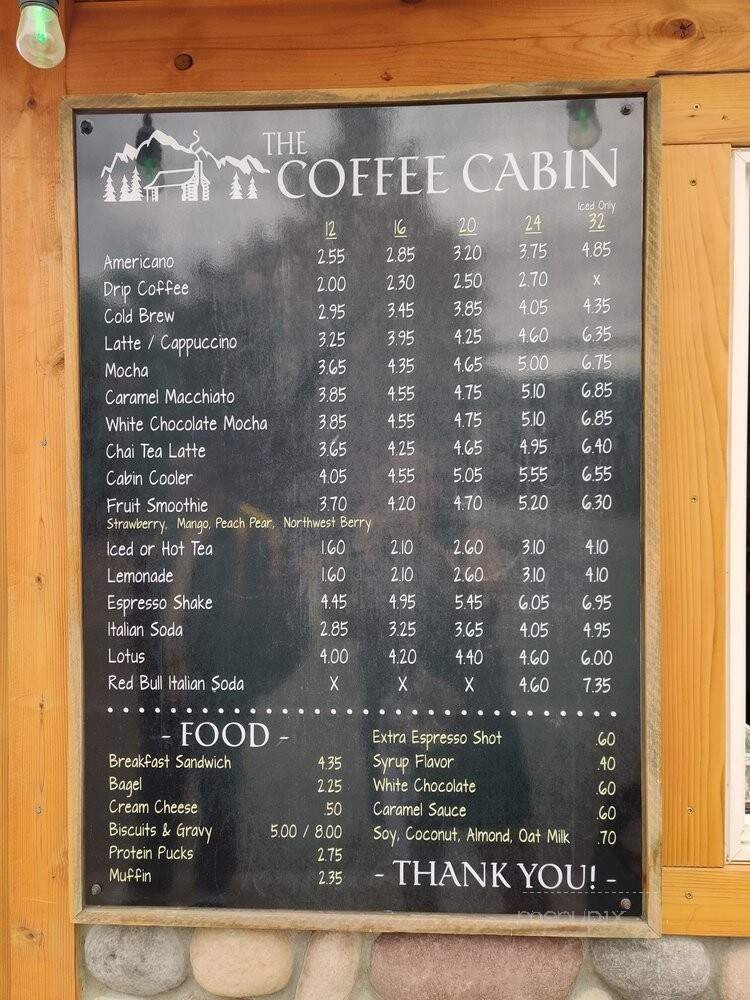 THE
COFFEE CABIN
Iced Only
12 16 20 24 32
Americano 2.55 2.85 3.20 3.75 4.85
Drip Coffee 2.00 2.30 2.50 2.70 x
Cold Brew 2.95 3.45 3.85 4.05 4.35
Latte / Cappuccino 3.25 3.95 4.25 4.60 6.35
Mocha 3.65 4.35 4.65 5.00 6.75
Caramel Macchiato 3.85 4.55 4.75 5.10 6.85
White Chocolate Mocha 3.85 4.55 4.75 5.10 6.85
Chai Tea Latte 3.65 4.25 4.65 4.95 6.40
Cabin Cooler 4.05 4.55 5.05 5.55 6.55
Fruit Smoothie 3.70 4.20 4.70 5.20 6.30
Strawberry, Mango, Peach Pear, Northwest Berry
Iced or Hot Tea 1.60 2.10 2.60 3.10 4.10
Lemonade 1.60 2.10 2.60 3.10 4.10
Espresso Shake 4.45 4.95 5.45 6.05 6.95
Italian Soda 2.85 3.25 3.65 4.05 4.95
Lotus 4.00 4.20 4.40 4.60 6.00
Red Bull Italian Soda X X X 4.60 7.35
- FOOD -
Breakfast Sandwich 4.35
Bagel 2.25
Cream Cheese .50
Biscuits & Gravy 5.00 / 8.00
Protein Pucks 2.75
Muffin 2.35
Extra Espresso Shot .60
Syrup Flavor .40
White Chocolate .60
Caramel Sauce .60
Soy, Coconut, Almond, Oat Milk .70
- THANK YOU! -
menupix